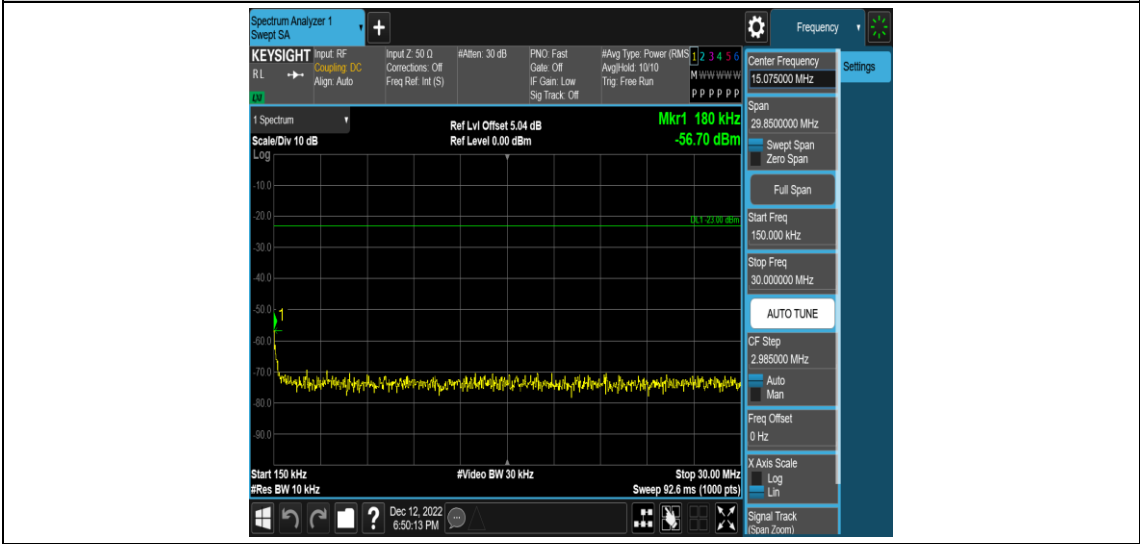 Spectrum Analyzer 1
Swept SA
+
Frequency
KEYSIGHT
RL
Input: RF
Coupling: DC
Align: Auto
Input Z: 50 Ω
Corrections: Off
Freq Ref: Int (S)
#Atten: 30 dB
PNO: Fast
Gate: Off
IF Gain: Low
Sig Track: Off
#Avg Type: Power (RMS
Avg|Hold: 10/10
Trig: Free Run
1 2 3 4 5 6
M W W W W W
P P P P P P
1 Spectrum
Scale/Div 10 dB
Log
Ref Lvl Offset 5.04 dB
Ref Level 0.00 dBm
Mkr1 180 kHz
-56.70 dBm
-10.0
-20.0
DL1 -23.00 dBm
-30.0
-40.0
-50.0
1
-60.0
-70.0
-80.0
-90.0
Start 150 kHz
#Res BW 10 kHz
#Video BW 30 kHz
Stop 30.00 MHz
Sweep 92.6 ms (1000 pts)
?
Dec 12, 2022
6:50:13 PM
Center Frequency
15.075000 MHz
Settings
Span
29.8500000 MHz
Swept Span
Zero Span
Full Span
Start Freq
150.000 kHz
Stop Freq
30.000000 MHz
AUTO TUNE
CF Step
2.985000 MHz
Auto
Man
Freq Offset
0 Hz
X Axis Scale
Log
Lin
Signal Track
(Span Zoom)